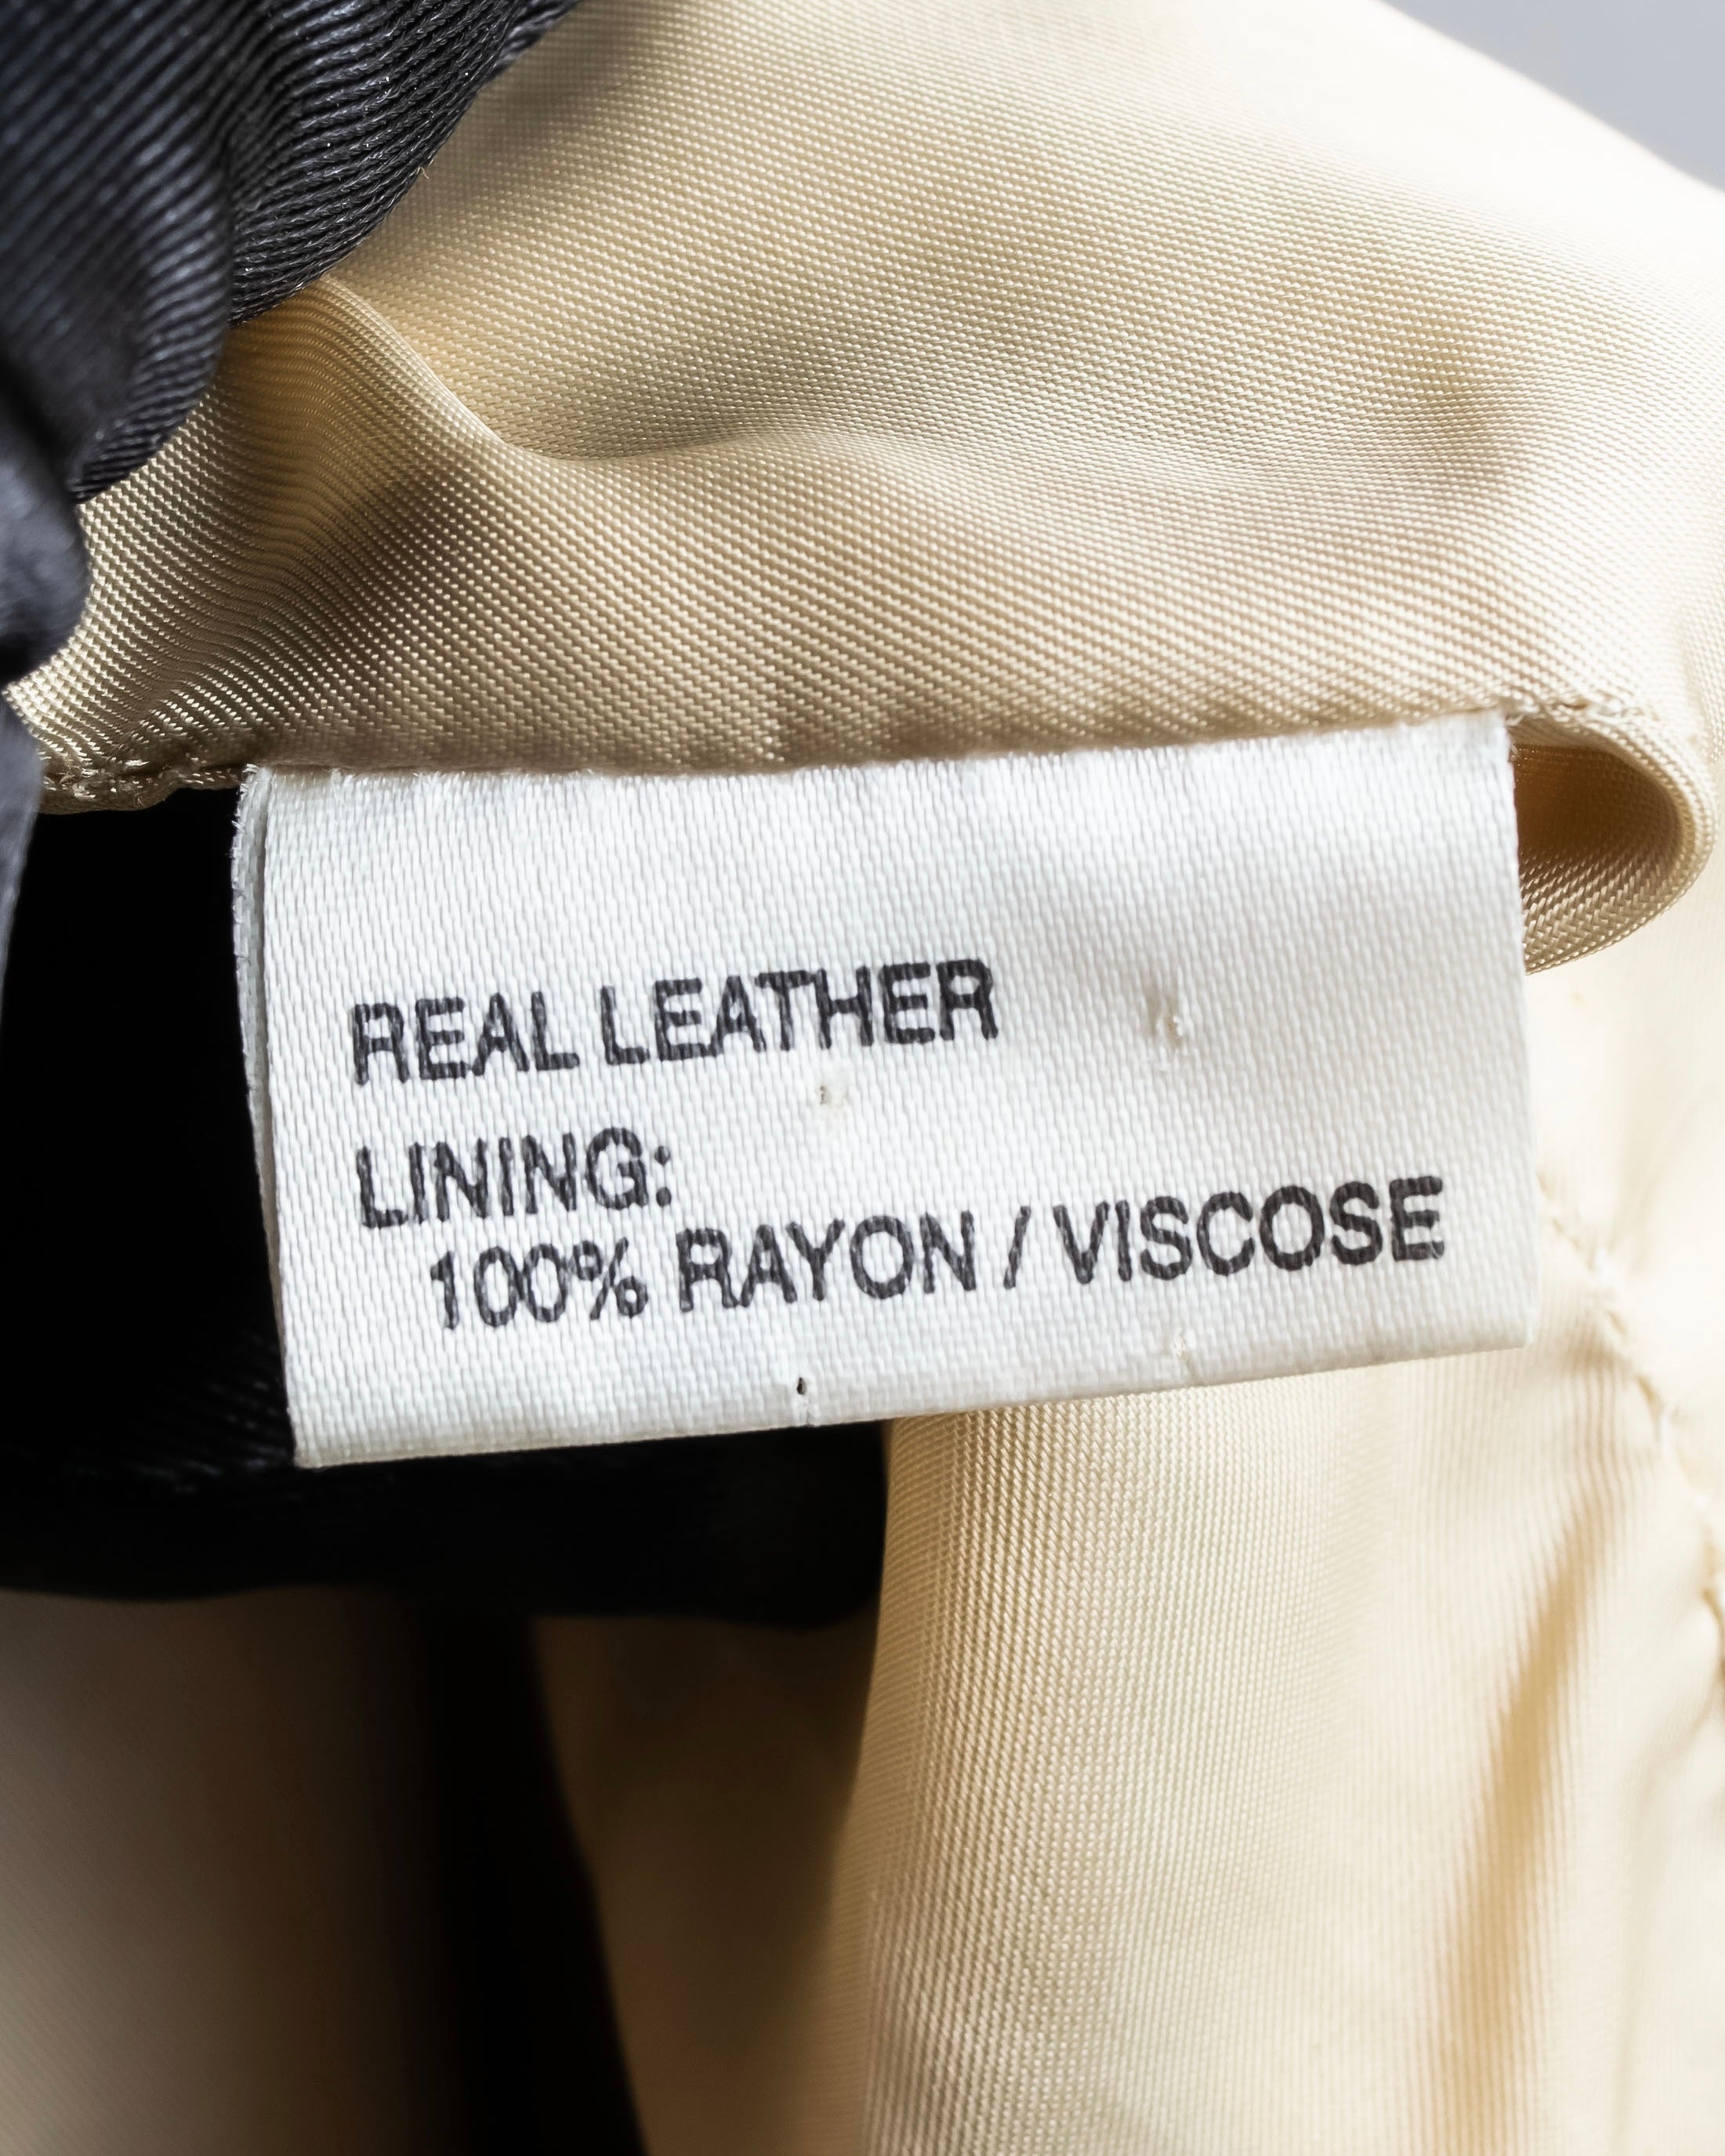 REAL LEATHER
LINING:
100% RAYON / VISCOSE